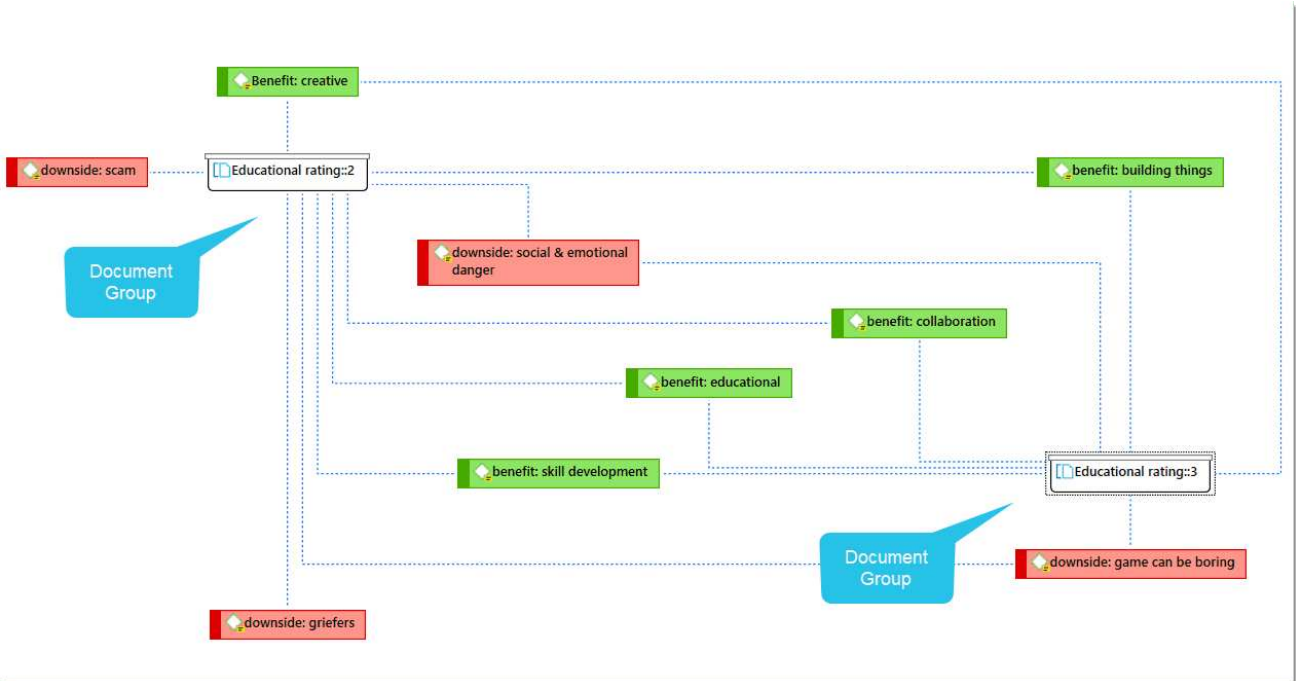 Benefit: creative
downside: scam
Educational rating::2
benefit: building things
Document
Group
downside: social & emotional
danger
benefit: collaboration
benefit: educational
benefit: skill development
Educational rating::3
Document
Group
downside: game can be boring
downside: griefers